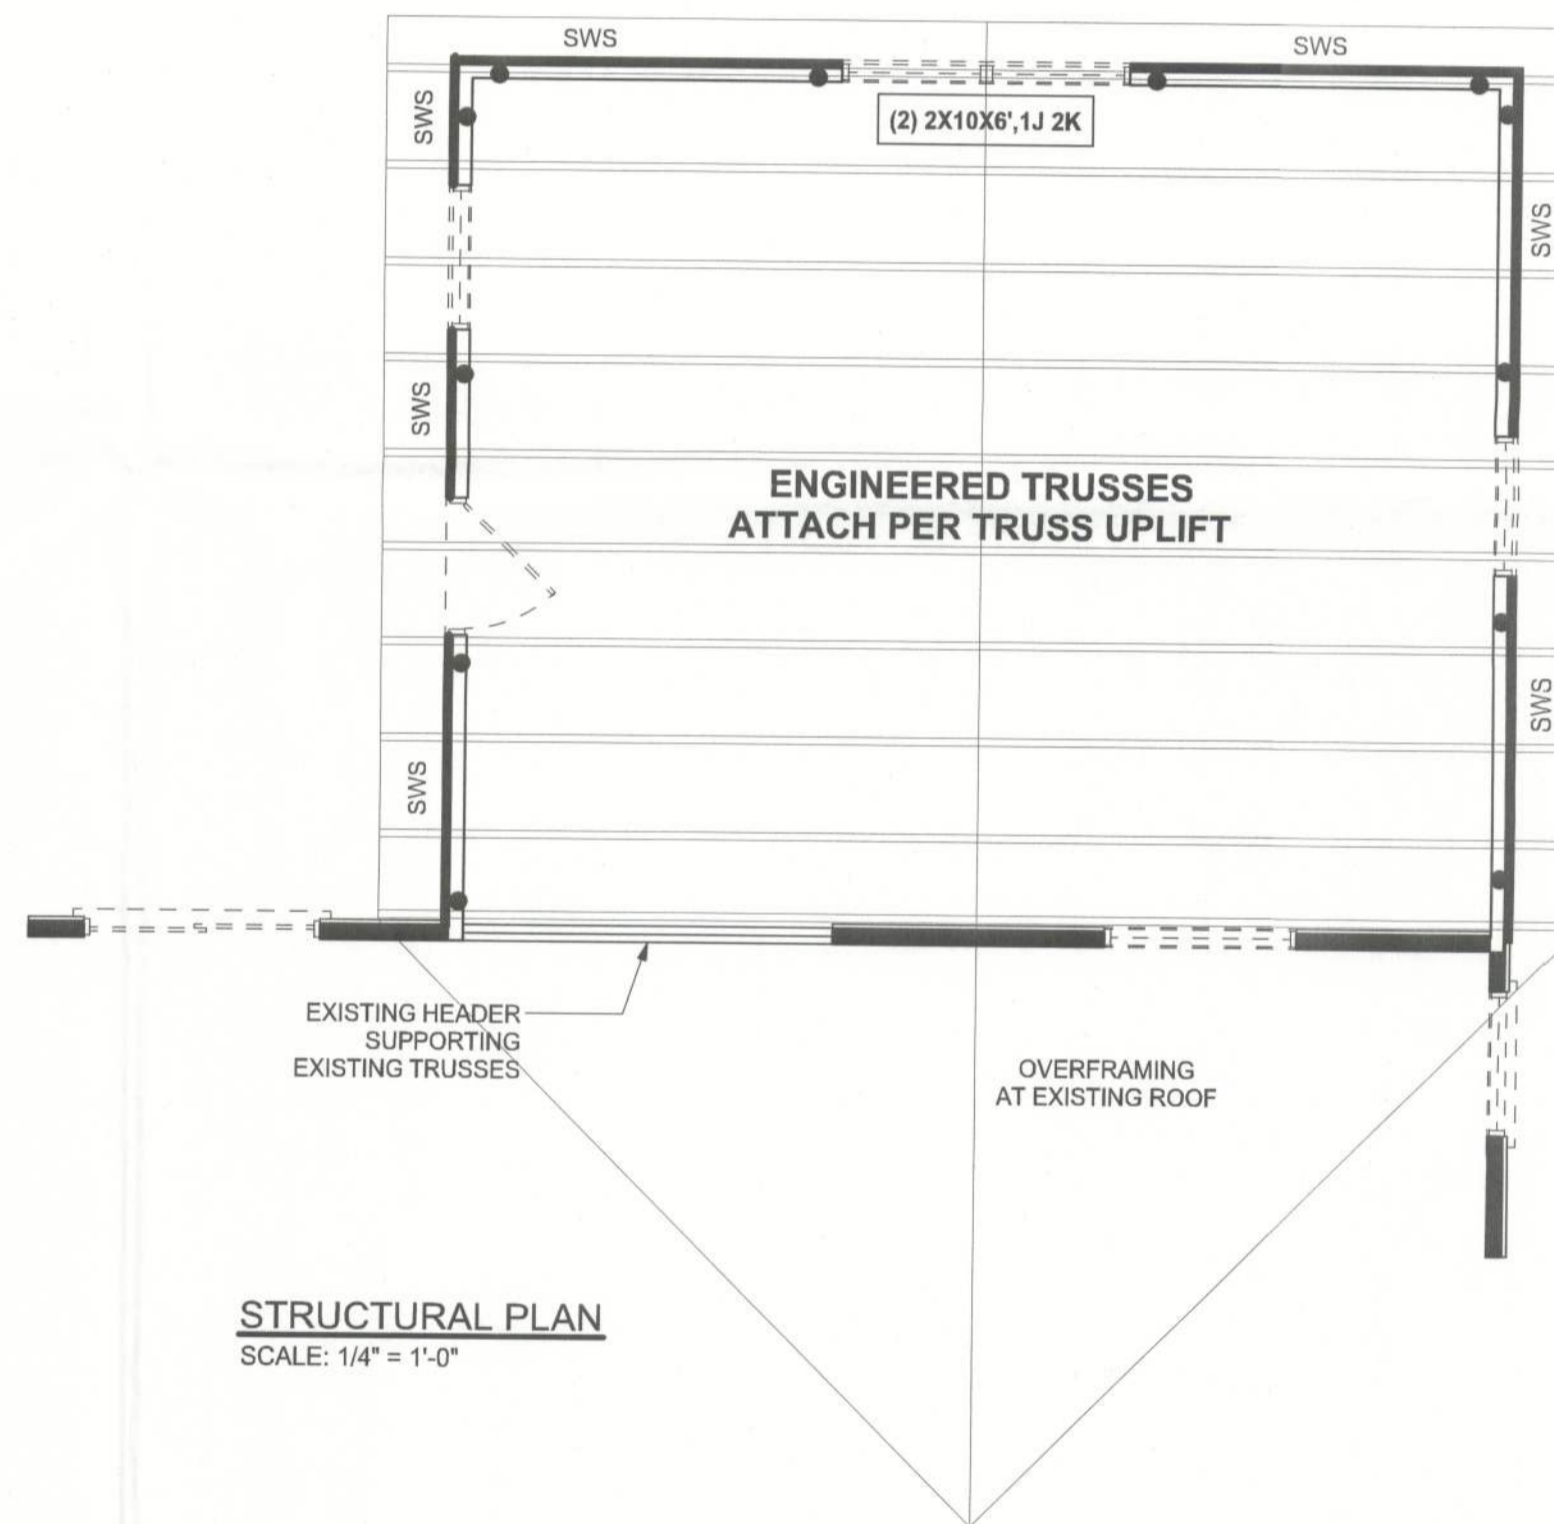 SWS
SWS
SWS
(2) 2X10X6',1J 2K
SWS
SWS
ENGINEERED TRUSSES
ATTACH PER TRUSS UPLIFT
SWS
SWS
EXISTING HEADER
SUPPORTING
EXISTING TRUSSES
OVERFRAMING
AT EXISTING ROOF
STRUCTURAL PLAN
SCALE: 1/4" = 1'-0"